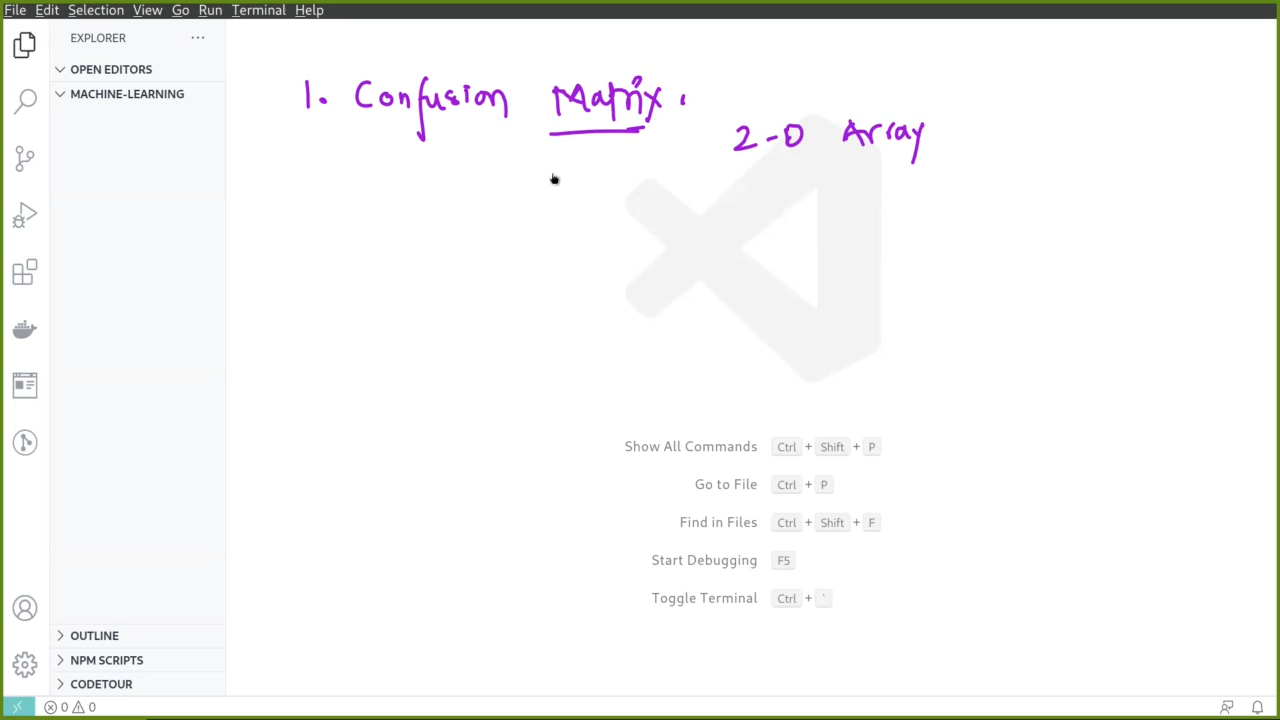 File Edit Selection View Go Run Terminal Help
EXPLORER ...
OPEN EDITORS
MACHINE-LEARNING
1. Confusion Matrix.
2-D Array
Show All Commands Ctrl + Shift + P
Go to File Ctrl + P
Find in Files Ctrl + Shift + F
Start Debugging F5
Toggle Terminal Ctrl + `
OUTLINE
NPM SCRIPTS
CODETOUR
0 0